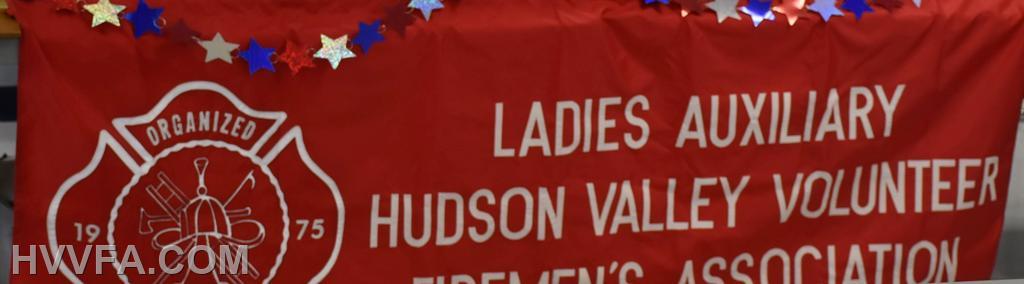 ORGANIZED
19 75
LADIES AUXILIARY
HUDSON VALLEY VOLUNTEER
FIREMEN'S ASSOCIATION
HVVFA.COM